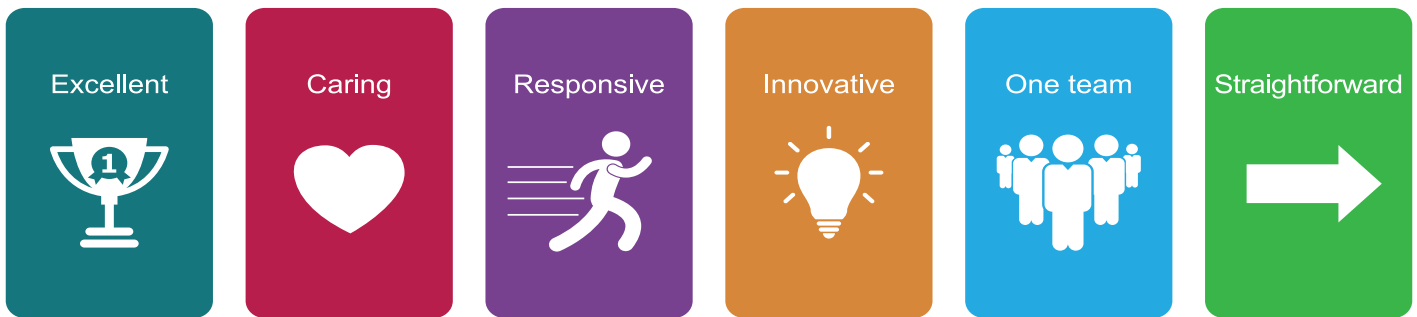 Excellent
Caring
Responsive
Innovative
One team
Straightforward
1